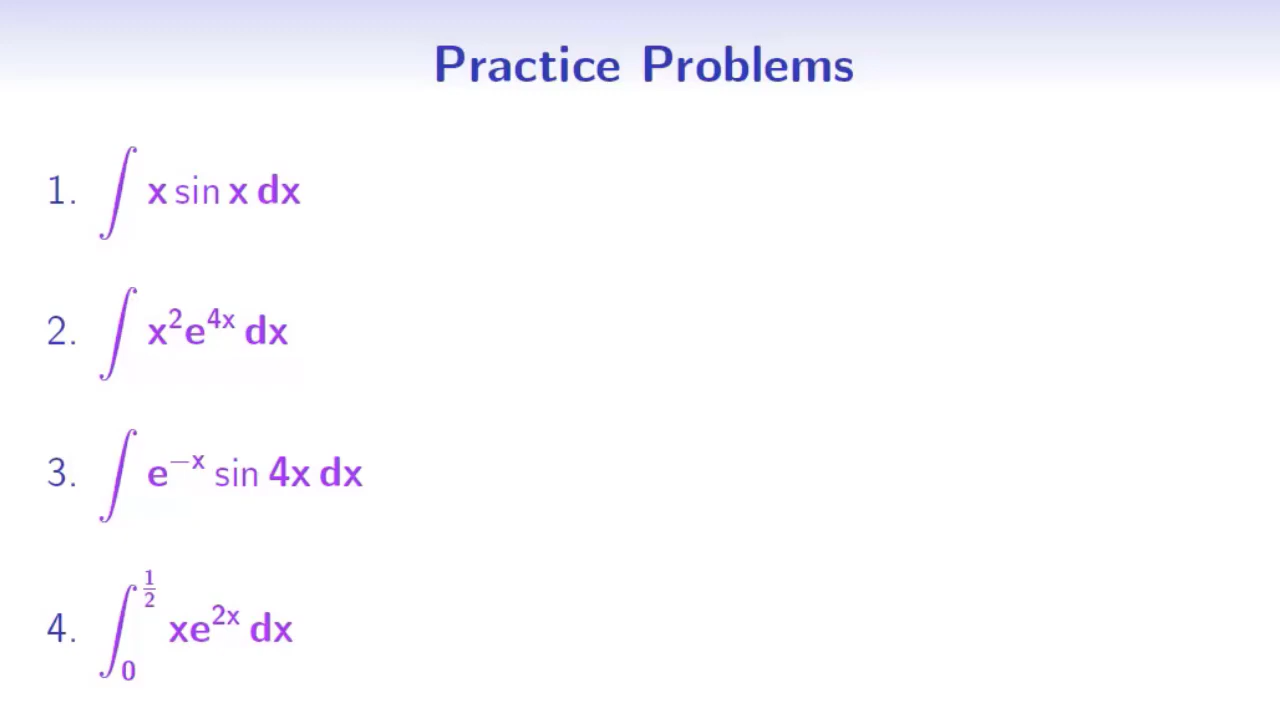 Practice Problems
1. ∫ x sin x dx
2. ∫ x²e⁴ˣ dx
3. ∫ e⁻ˣ sin 4x dx
4. ∫₀^½ xe²ˣ dx